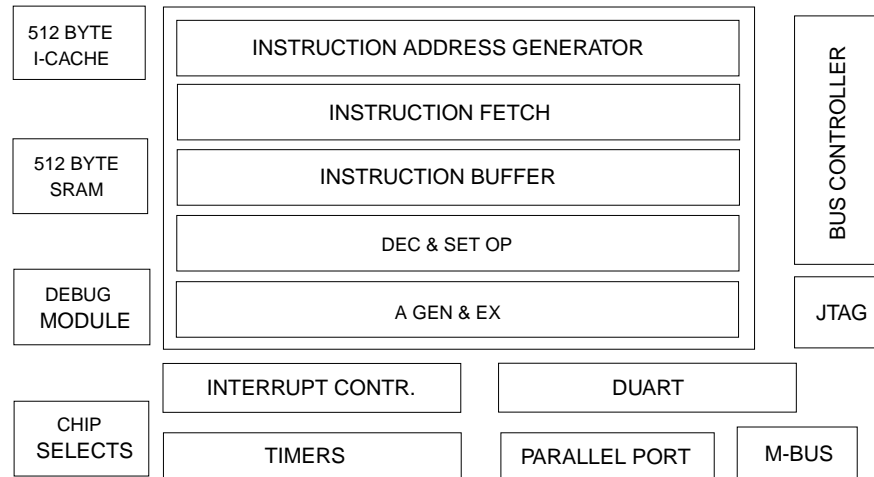 512 BYTE
I-CACHE
512 BYTE
SRAM
DEBUG
MODULE
CHIP
SELECTS
INSTRUCTION ADDRESS GENERATOR
INSTRUCTION FETCH
INSTRUCTION BUFFER
DEC & SET OP
A GEN & EX
INTERRUPT CONTR.
DUART
TIMERS
PARALLEL PORT
M-BUS
BUS CONTROLLER
JTAG